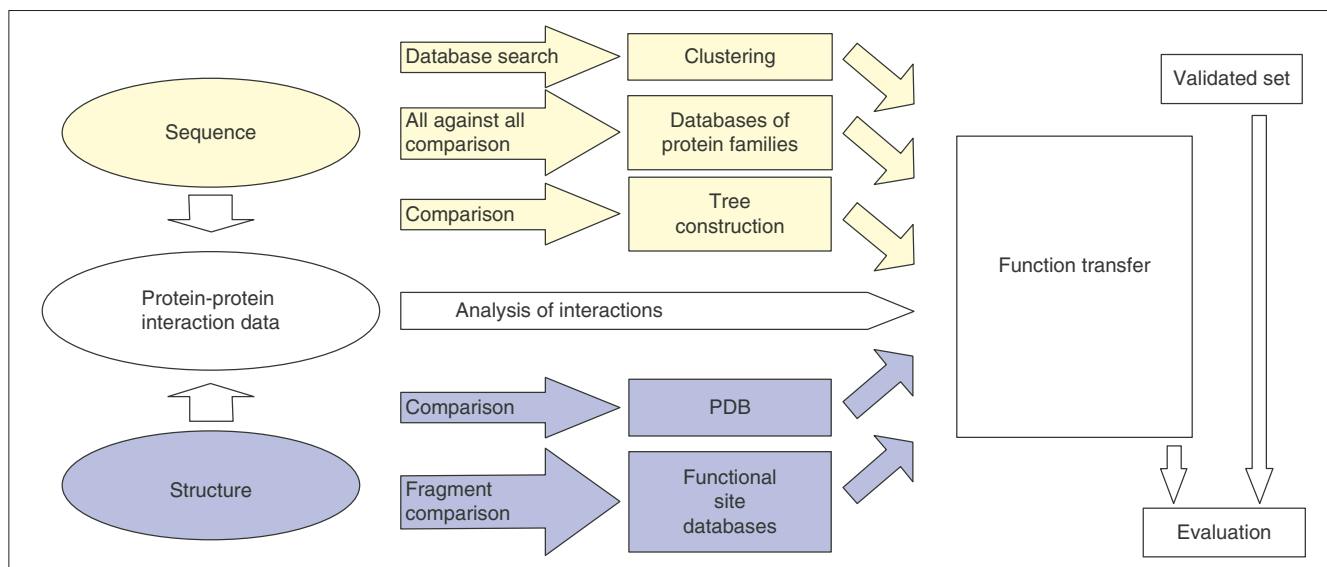 Database search
Clustering
Validated set
Sequence
All against all
comparison
Databases of
protein families
Comparison
Tree
construction
Function transfer
Protein-protein
interaction data
Analysis of interactions
Comparison
PDB
Structure
Fragment
comparison
Functional
site
databases
Evaluation